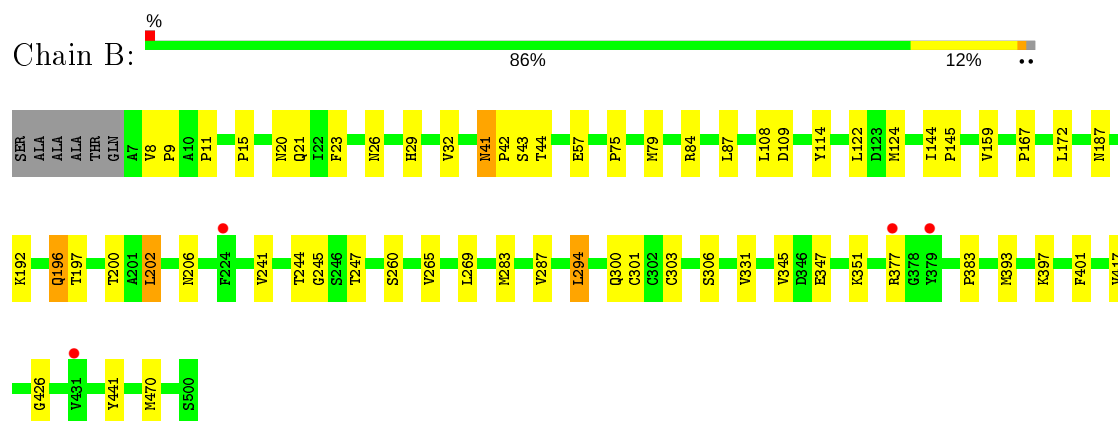 %
Chain B:
86% 12% ••
SER ALA ALA ALA THR GLN A7 V8 P9 A10 P11 P15 N20 Q21 I22 F23 N26 H29 V32 N41 P42 S43 T44 E57 P75 M79 R84 L87 L108 D109 Y114 L122 D123 M124 I144 P145 V159 P167 L172 N187
K192 Q196 T197 T200 A201 L202 N206 F224 V241 T244 G245 S246 T247 S260 V265 L269 M283 V287 L294 Q300 C301 C302 C303 S306 V331 V345 D346 E347 K351 R377 G378 Y379 P383 M393 K397 F401 V417
G426 V431 Y441 M470 S500